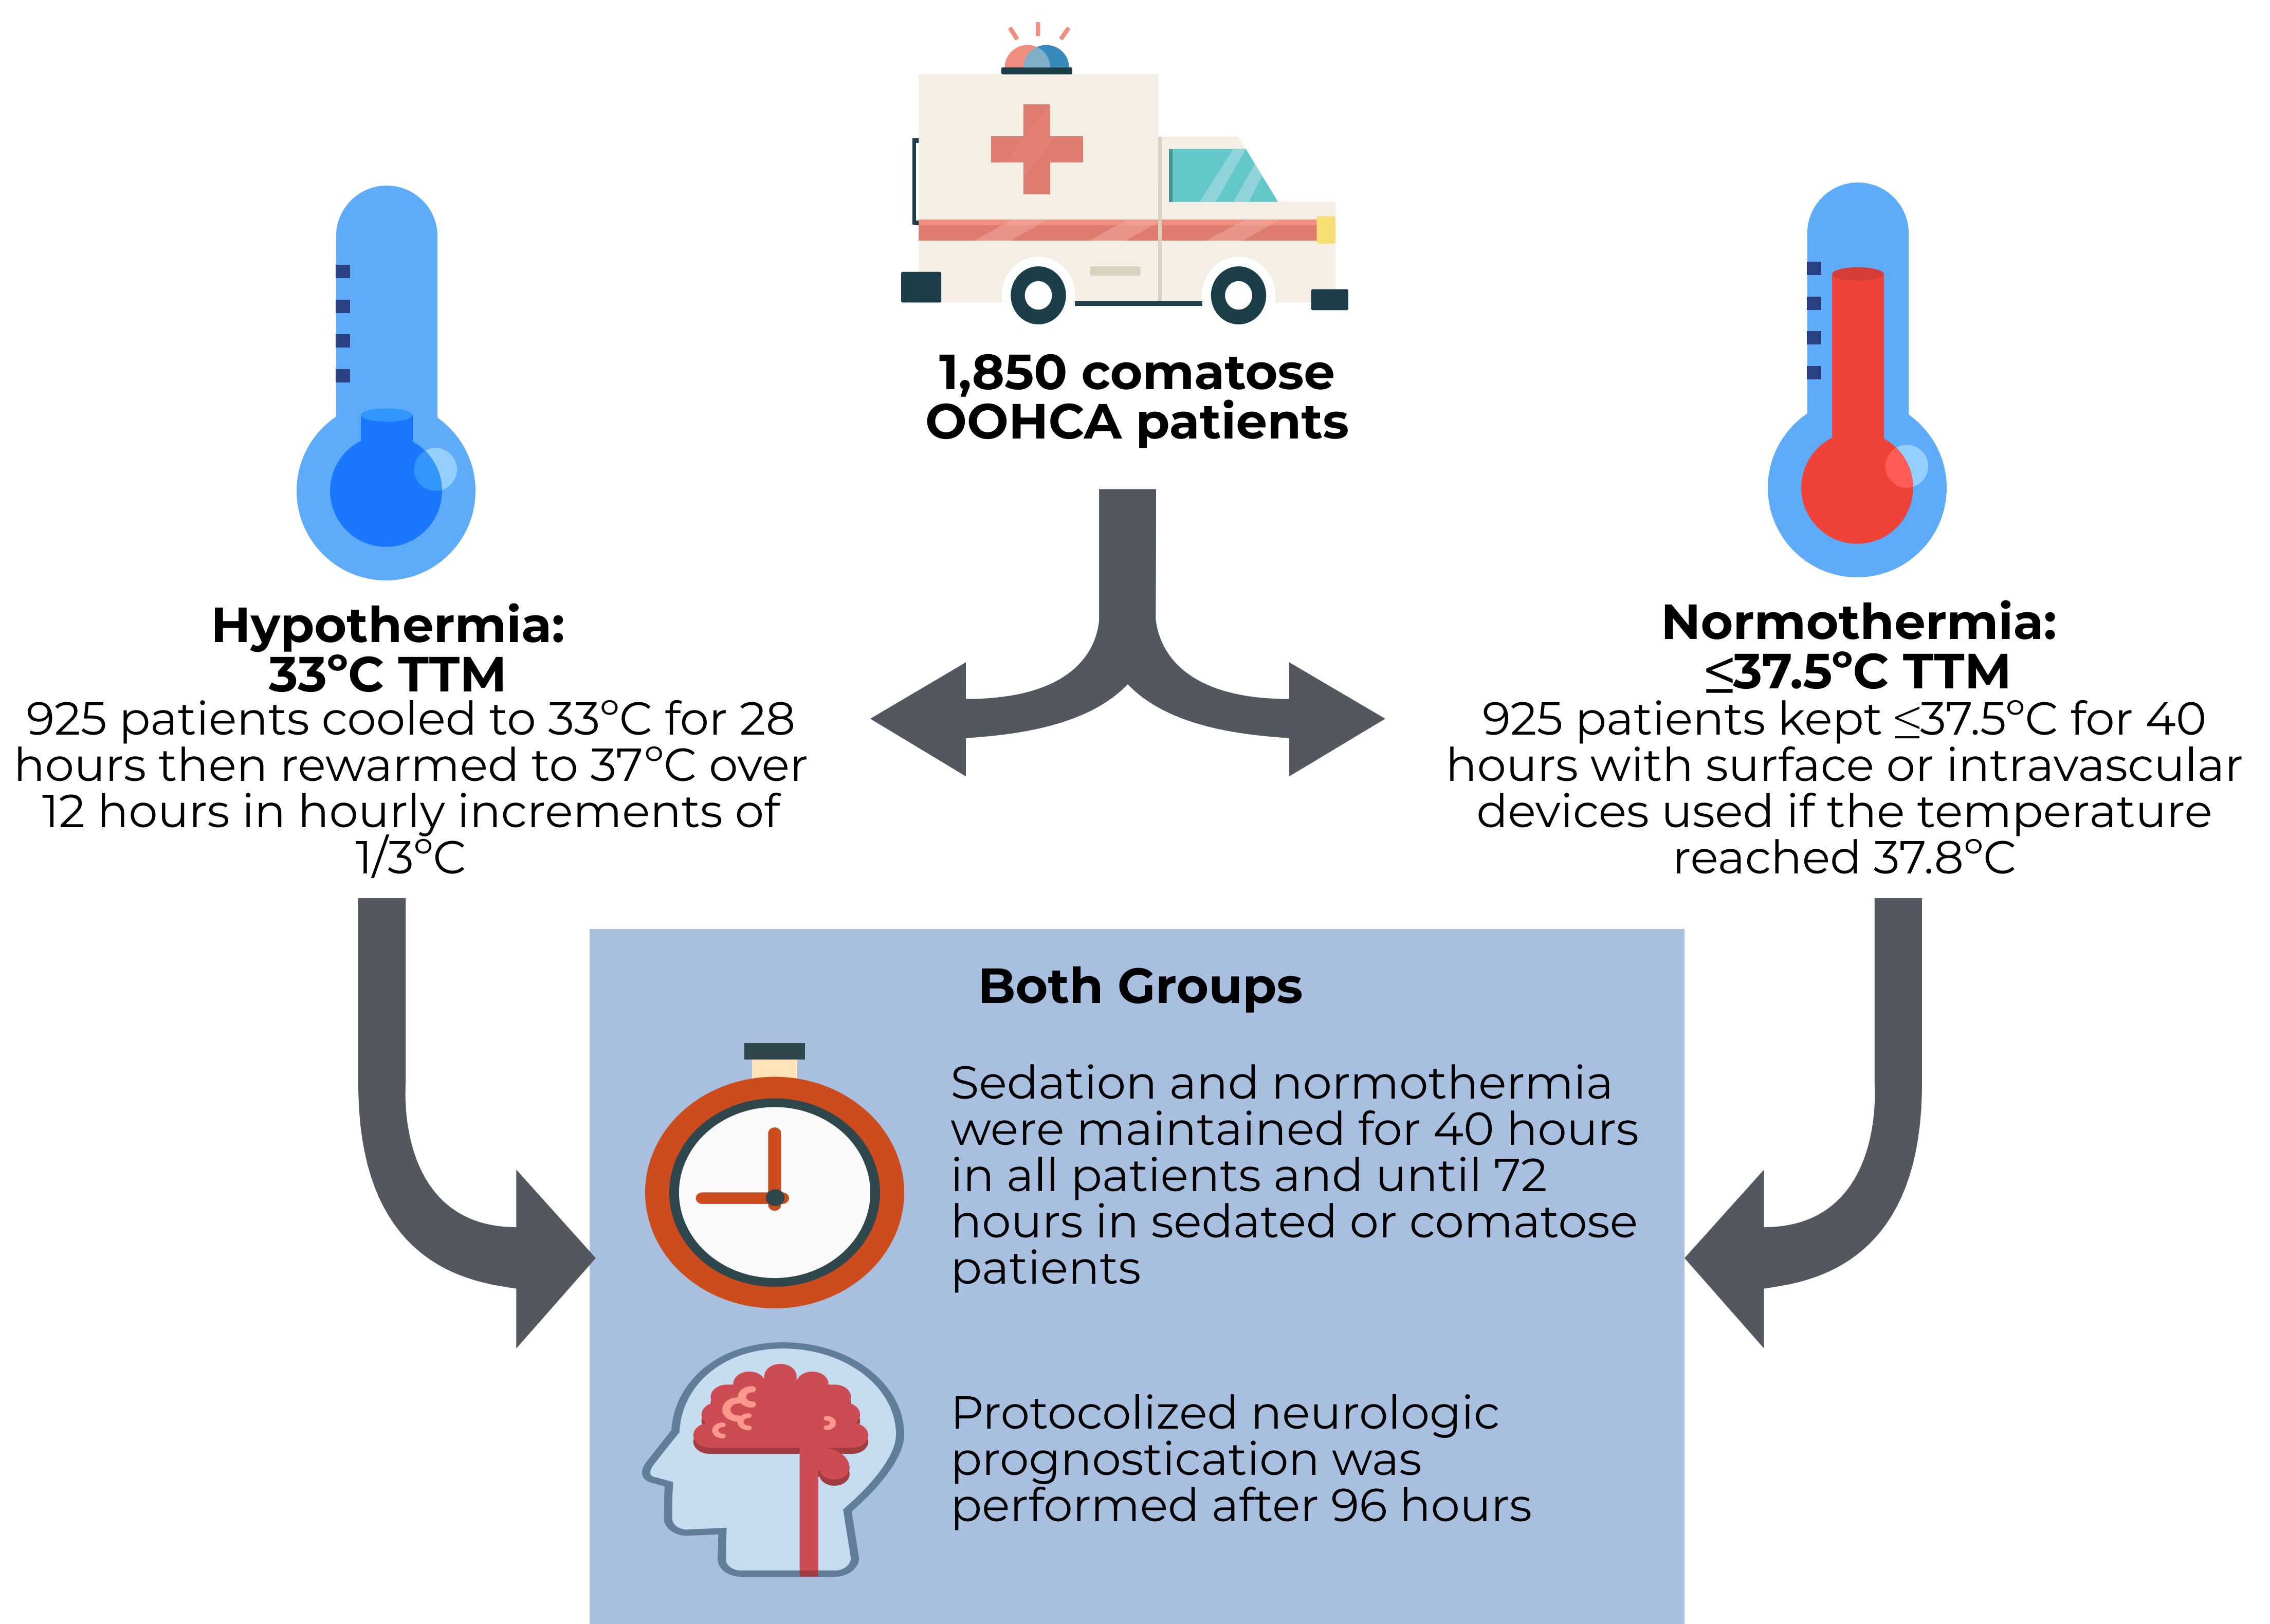 1,850 comatose
OOHCA patients
Hypothermia:
33°C TTM
925 patients cooled to 33°C for 28
hours then rewarmed to 37°C over
12 hours in hourly increments of
1/3°C
Normothermia:
≤37.5°C TTM
925 patients kept ≤37.5°C for 40
hours with surface or intravascular
devices used if the temperature
reached 37.8°C
Both Groups
Sedation and normothermia
were maintained for 40 hours
in all patients and until 72
hours in sedated or comatose
patients
Protocolized neurologic
prognostication was
performed after 96 hours